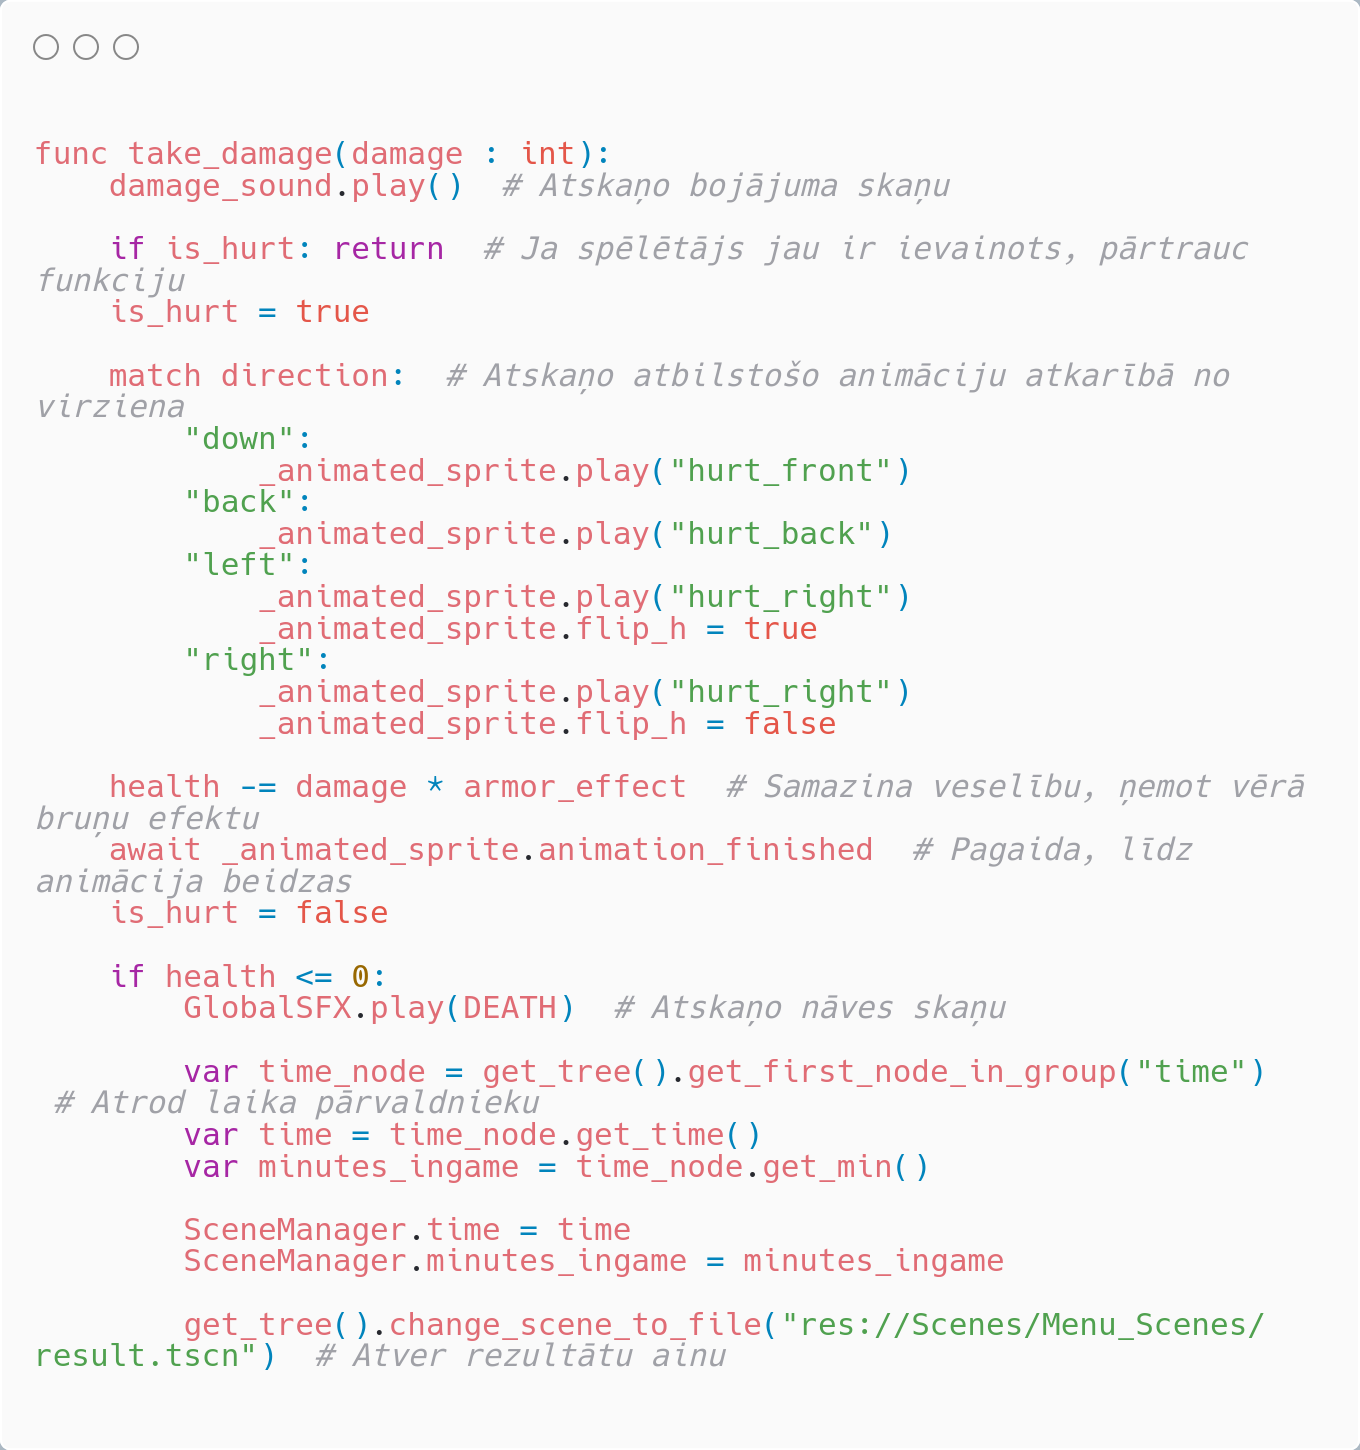 func take_damage(damage : int):
    damage_sound.play()  # Atskaņo bojājuma skaņu

    if is_hurt: return  # Ja spēlētājs jau ir ievainots, pārtrauc
funkciju
    is_hurt = true

    match direction:  # Atskaņo atbilstošo animāciju atkarībā no
virziena
        "down":
            _animated_sprite.play("hurt_front")
        "back":
            _animated_sprite.play("hurt_back")
        "left":
            _animated_sprite.play("hurt_right")
            _animated_sprite.flip_h = true
        "right":
            _animated_sprite.play("hurt_right")
            _animated_sprite.flip_h = false

    health -= damage * armor_effect  # Samazina veselību, ņemot vērā
bruņu efektu
    await _animated_sprite.animation_finished  # Pagaida, līdz
animācija beidzas
    is_hurt = false

    if health <= 0:
        GlobalSFX.play(DEATH)  # Atskaņo nāves skaņu

        var time_node = get_tree().get_first_node_in_group("time")
 # Atrod laika pārvaldnieku
        var time = time_node.get_time()
        var minutes_ingame = time_node.get_min()

        SceneManager.time = time
        SceneManager.minutes_ingame = minutes_ingame

        get_tree().change_scene_to_file("res://Scenes/Menu_Scenes/
result.tscn")  # Atver rezultātu ainu